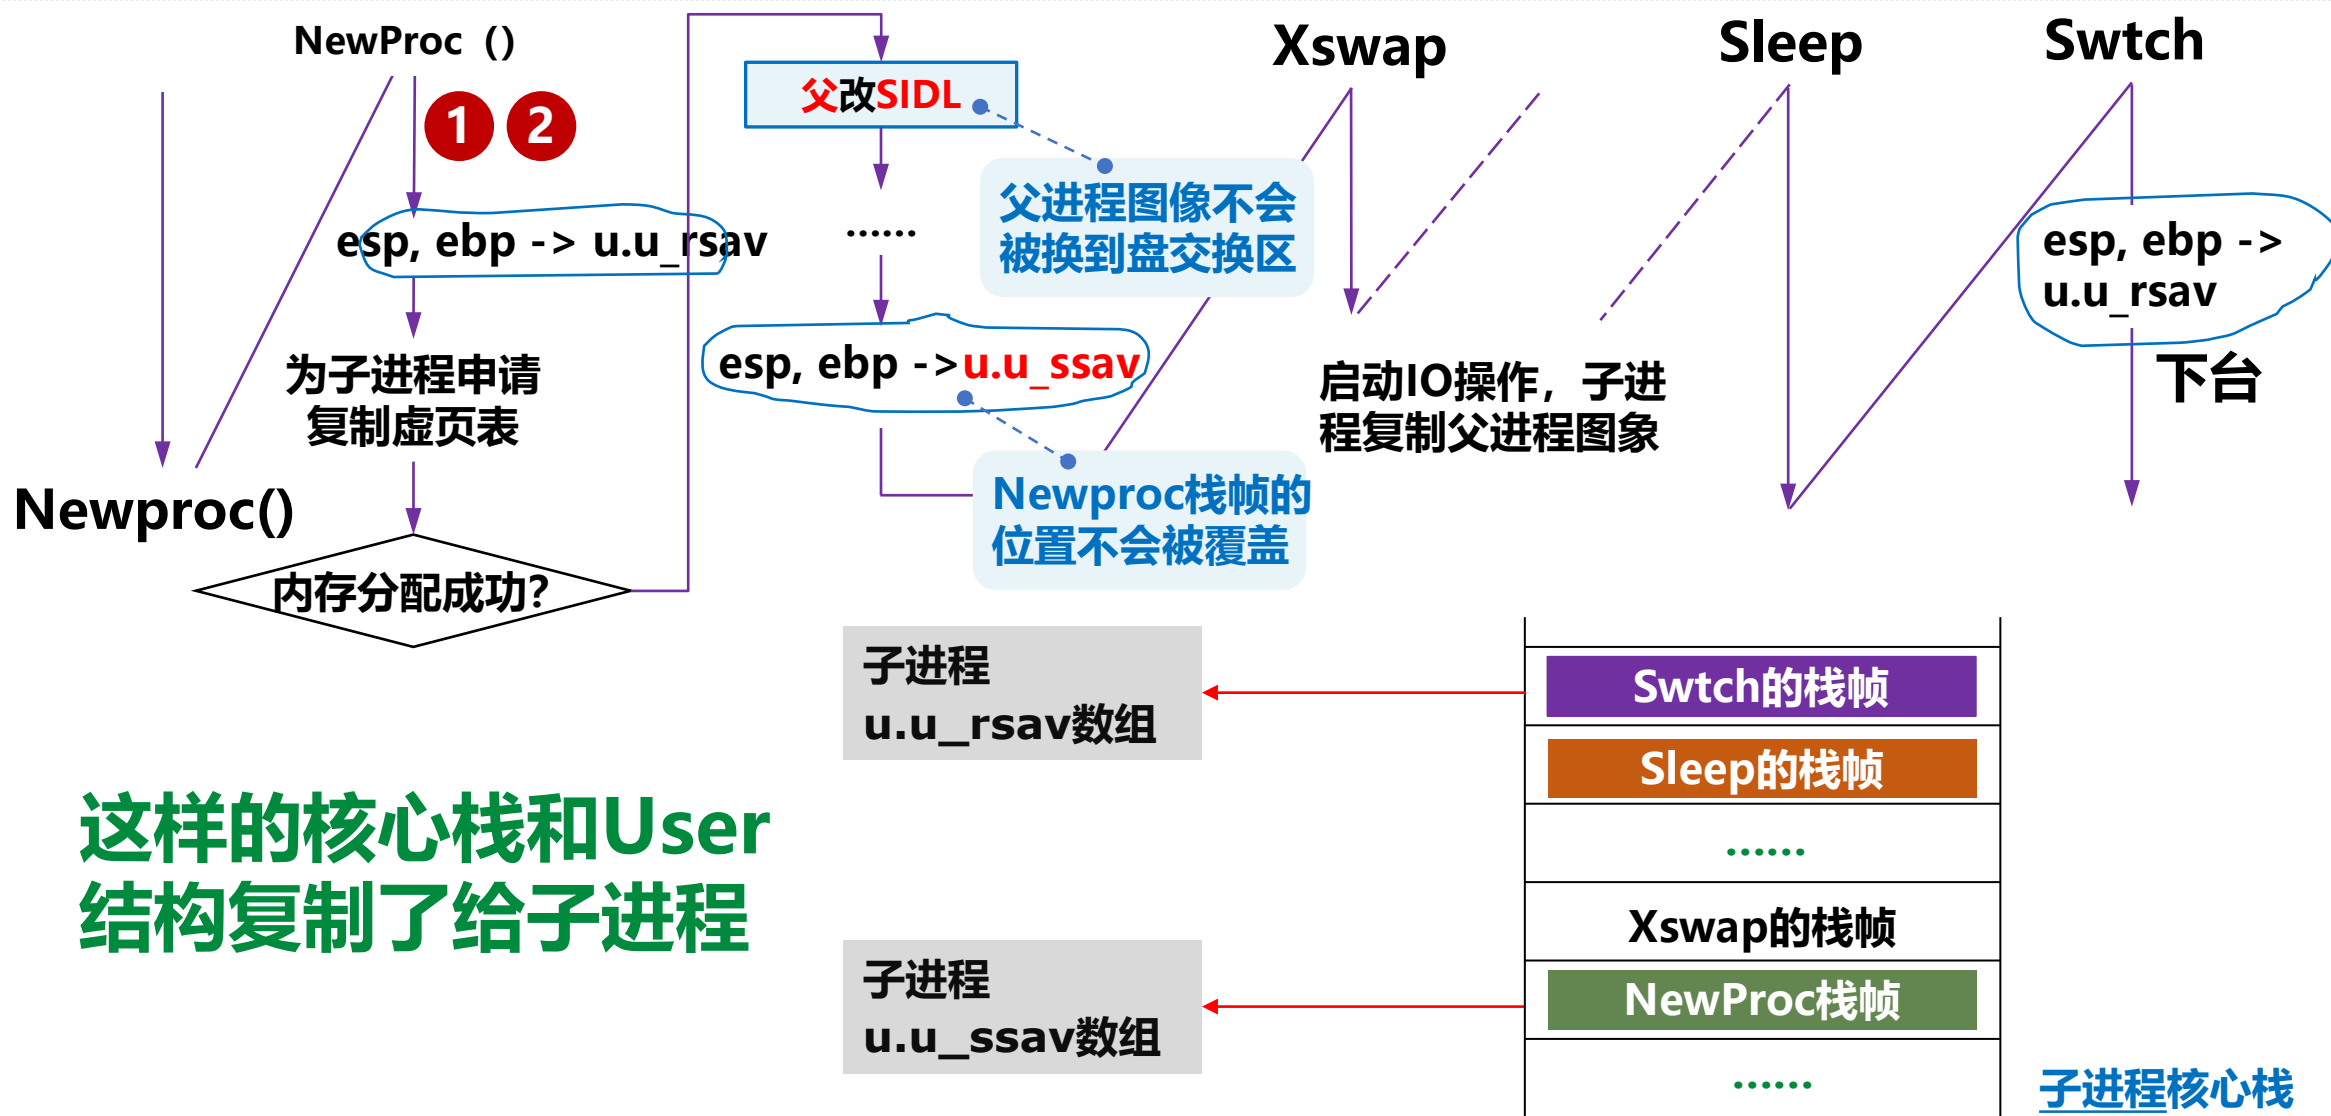 NewProc()
1 2
esp, ebp -> u.u_rsav
为子进程申请
复制虚页表
Newproc()
内存分配成功?
父改SIDL
父进程图像不会
被换到盘交换区
……
esp, ebp ->u.u_ssav
Newproc栈帧的
位置不会被覆盖
Xswap
启动IO操作，子进
程复制父进程图象
Sleep
Swtch
esp, ebp ->
u.u_rsav
下台
子进程
u.u_rsav数组
Swtch的栈帧
Sleep的栈帧
……
Xswap的栈帧
NewProc栈帧
……
这样的核心栈和User
结构复制了给子进程
子进程
u.u_ssav数组
子进程核心栈